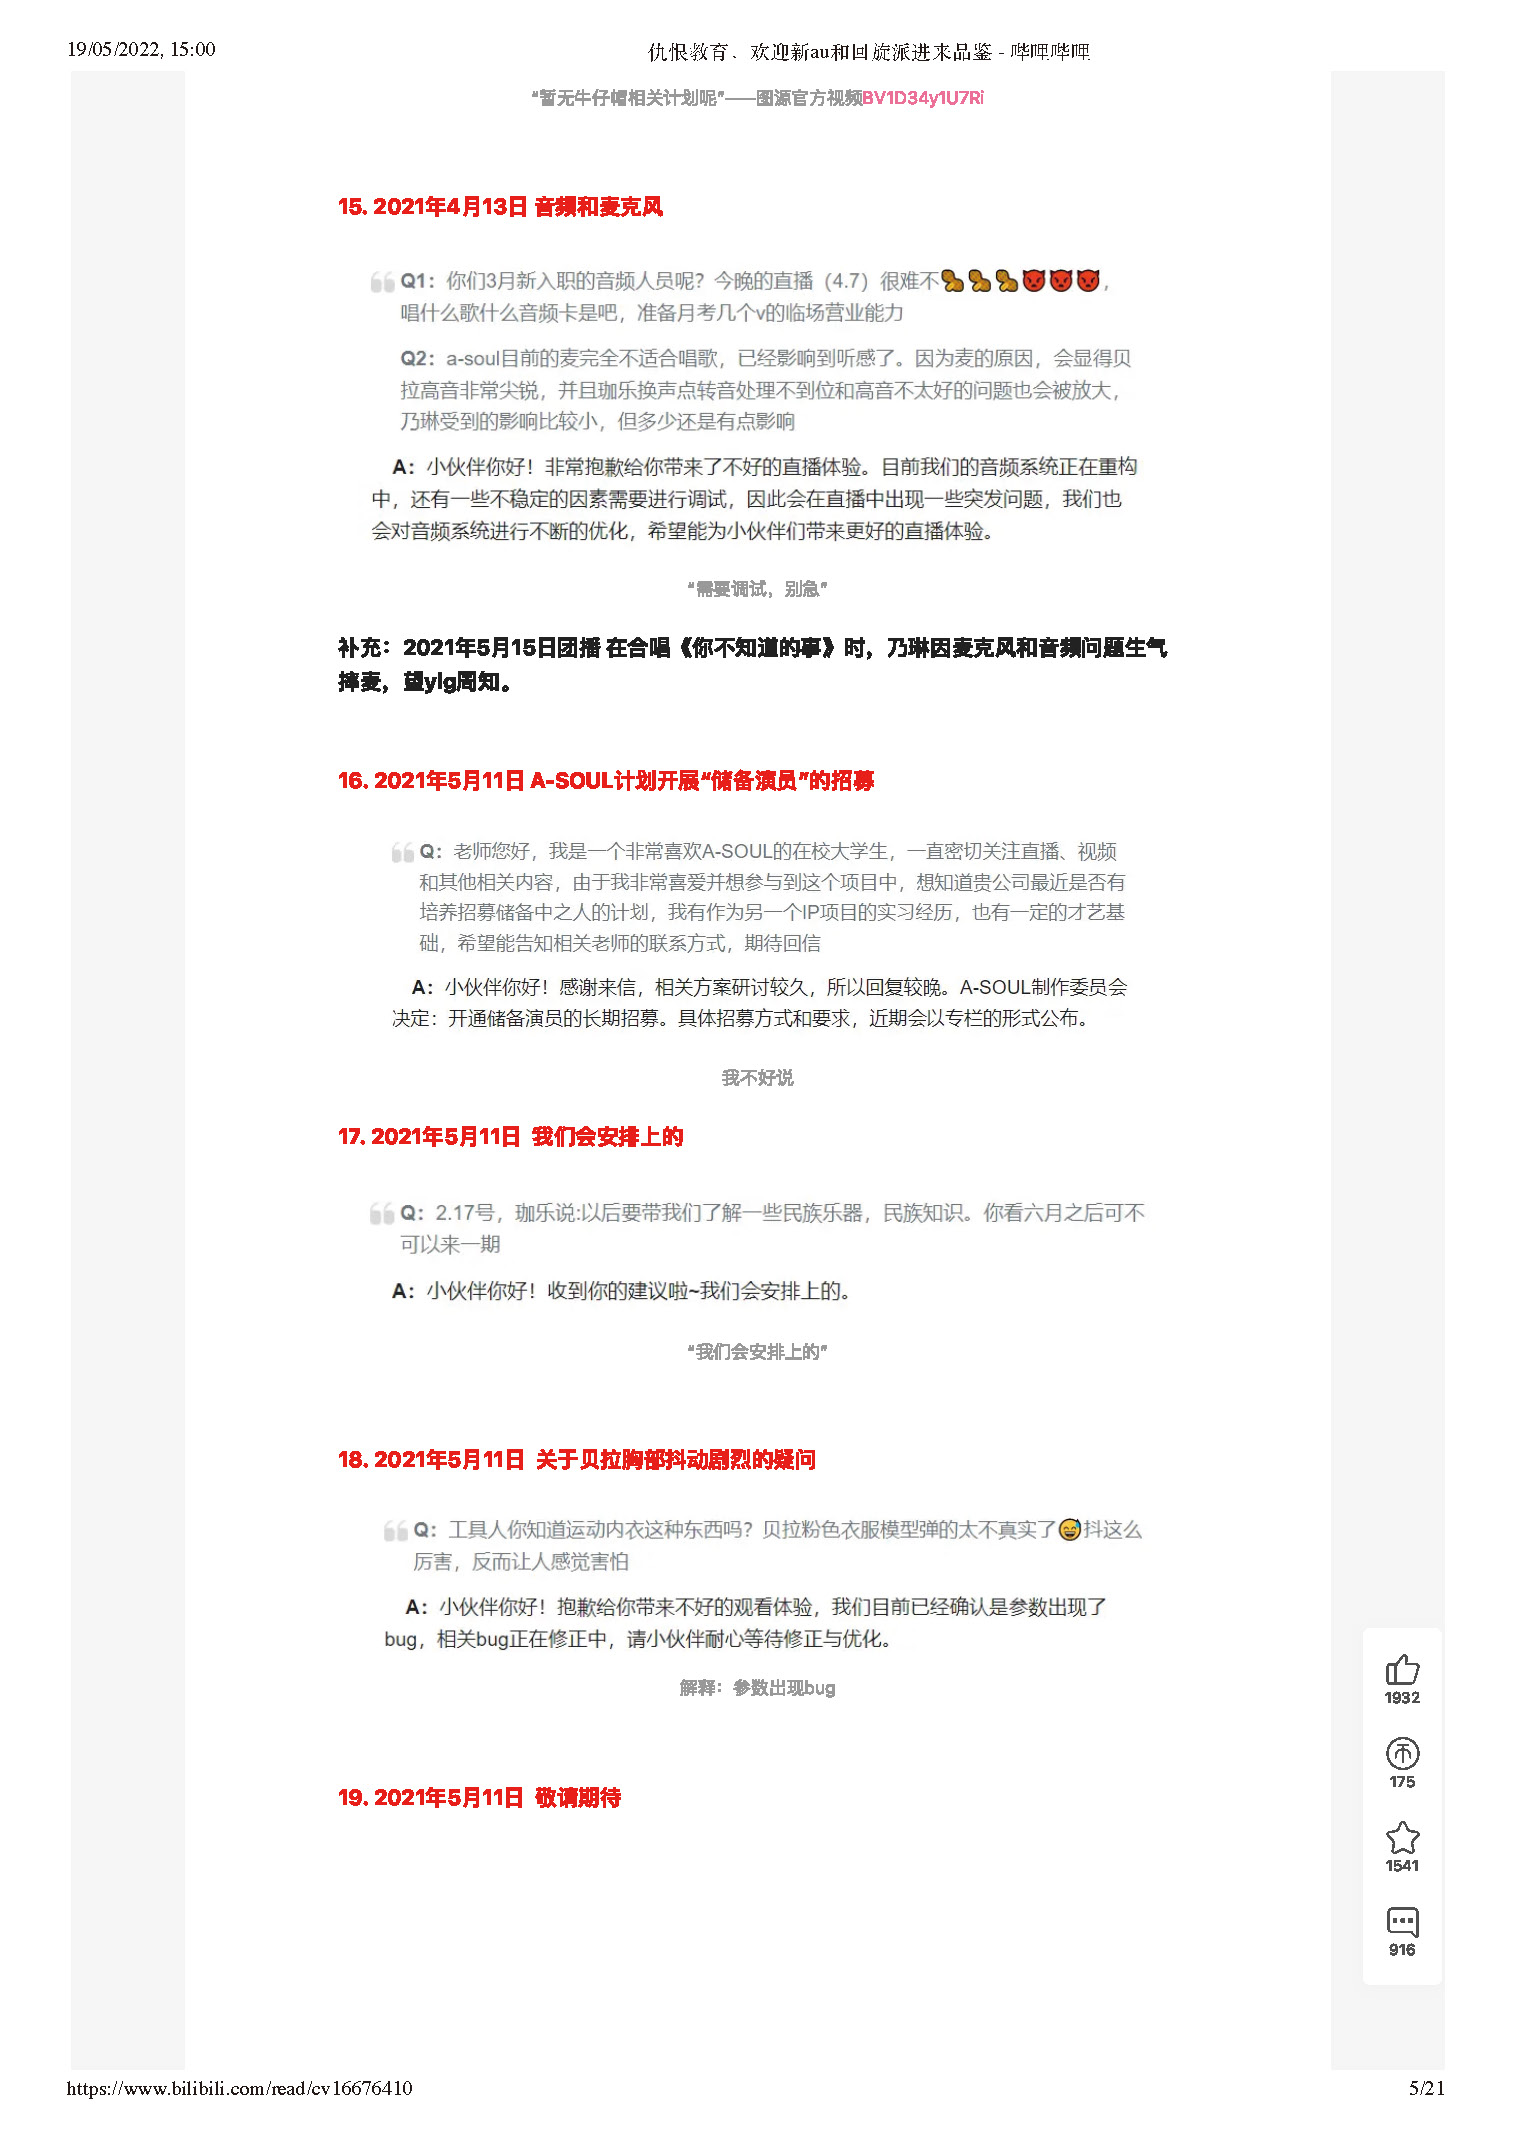 19/05/2022, 15:00
仇恨教育、欢迎新au和回旋派进来品鉴 - 哔哩哔哩
“暂无牛仔帽相关计划呢”——图源官方视频BV1D34y1U7Ri
15. 2021年4月13日 音频和麦克风
Q1：你们3月新入职的音频人员呢？今晚的直播（4.7）很难不🥜🥜🥜👿👿👿，
唱什么歌什么音频卡是吧，准备月考几个v的临场营业能力
Q2：a-soul目前的麦完全不适合唱歌，已经影响到听感了。因为麦的原因，会显得贝
拉高音非常尖锐，并且珈乐换声点转音处理不到位和高音不太好的问题也会被放大，
乃琳受到的影响比较小，但多少还是有点影响
A：小伙伴你好！非常抱歉给你带来了不好的直播体验。目前我们的音频系统正在重构
中，还有一些不稳定的因素需要进行调试，因此会在直播中出现一些突发问题，我们也
会对音频系统进行不断的优化，希望能为小伙伴们带来更好的直播体验。
“需要调试，别急”
补充：2021年5月15日团播 在合唱《你不知道的事》时，乃琳因麦克风和音频问题生气
摔麦，望ylg周知。
16. 2021年5月11日 A-SOUL计划开展“储备演员”的招募
Q：老师您好，我是一个非常喜欢A-SOUL的在校大学生，一直密切关注直播、视频
和其他相关内容，由于我非常喜爱并想参与到这个项目中，想知道贵公司最近是否有
培养招募储备中之人的计划，我有作为另一个IP项目的实习经历，也有一定的才艺基
础，希望能告知相关老师的联系方式，期待回信
A：小伙伴你好！感谢来信，相关方案研讨较久，所以回复较晚。A-SOUL制作委员会
决定：开通储备演员的长期招募。具体招募方式和要求，近期会以专栏的形式公布。
我不好说
17. 2021年5月11日 我们会安排上的
Q：2.17号，珈乐说:以后要带我们了解一些民族乐器，民族知识。你看六月之后可不
可以来一期
A：小伙伴你好！收到你的建议啦~我们会安排上的。
“我们会安排上的”
18. 2021年5月11日 关于贝拉胸部抖动剧烈的疑问
Q：工具人你知道运动内衣这种东西吗？贝拉粉色衣服模型弹的太不真实了😅抖这么
厉害，反而让人感觉害怕
A：小伙伴你好！抱歉给你带来不好的观看体验，我们目前已经确认是参数出现了
bug，相关bug正在修正中，请小伙伴耐心等待修正与优化。
解释：参数出现bug
19. 2021年5月11日 敬请期待
1932
175
1541
916
https://www.bilibili.com/read/cv16676410
5/21